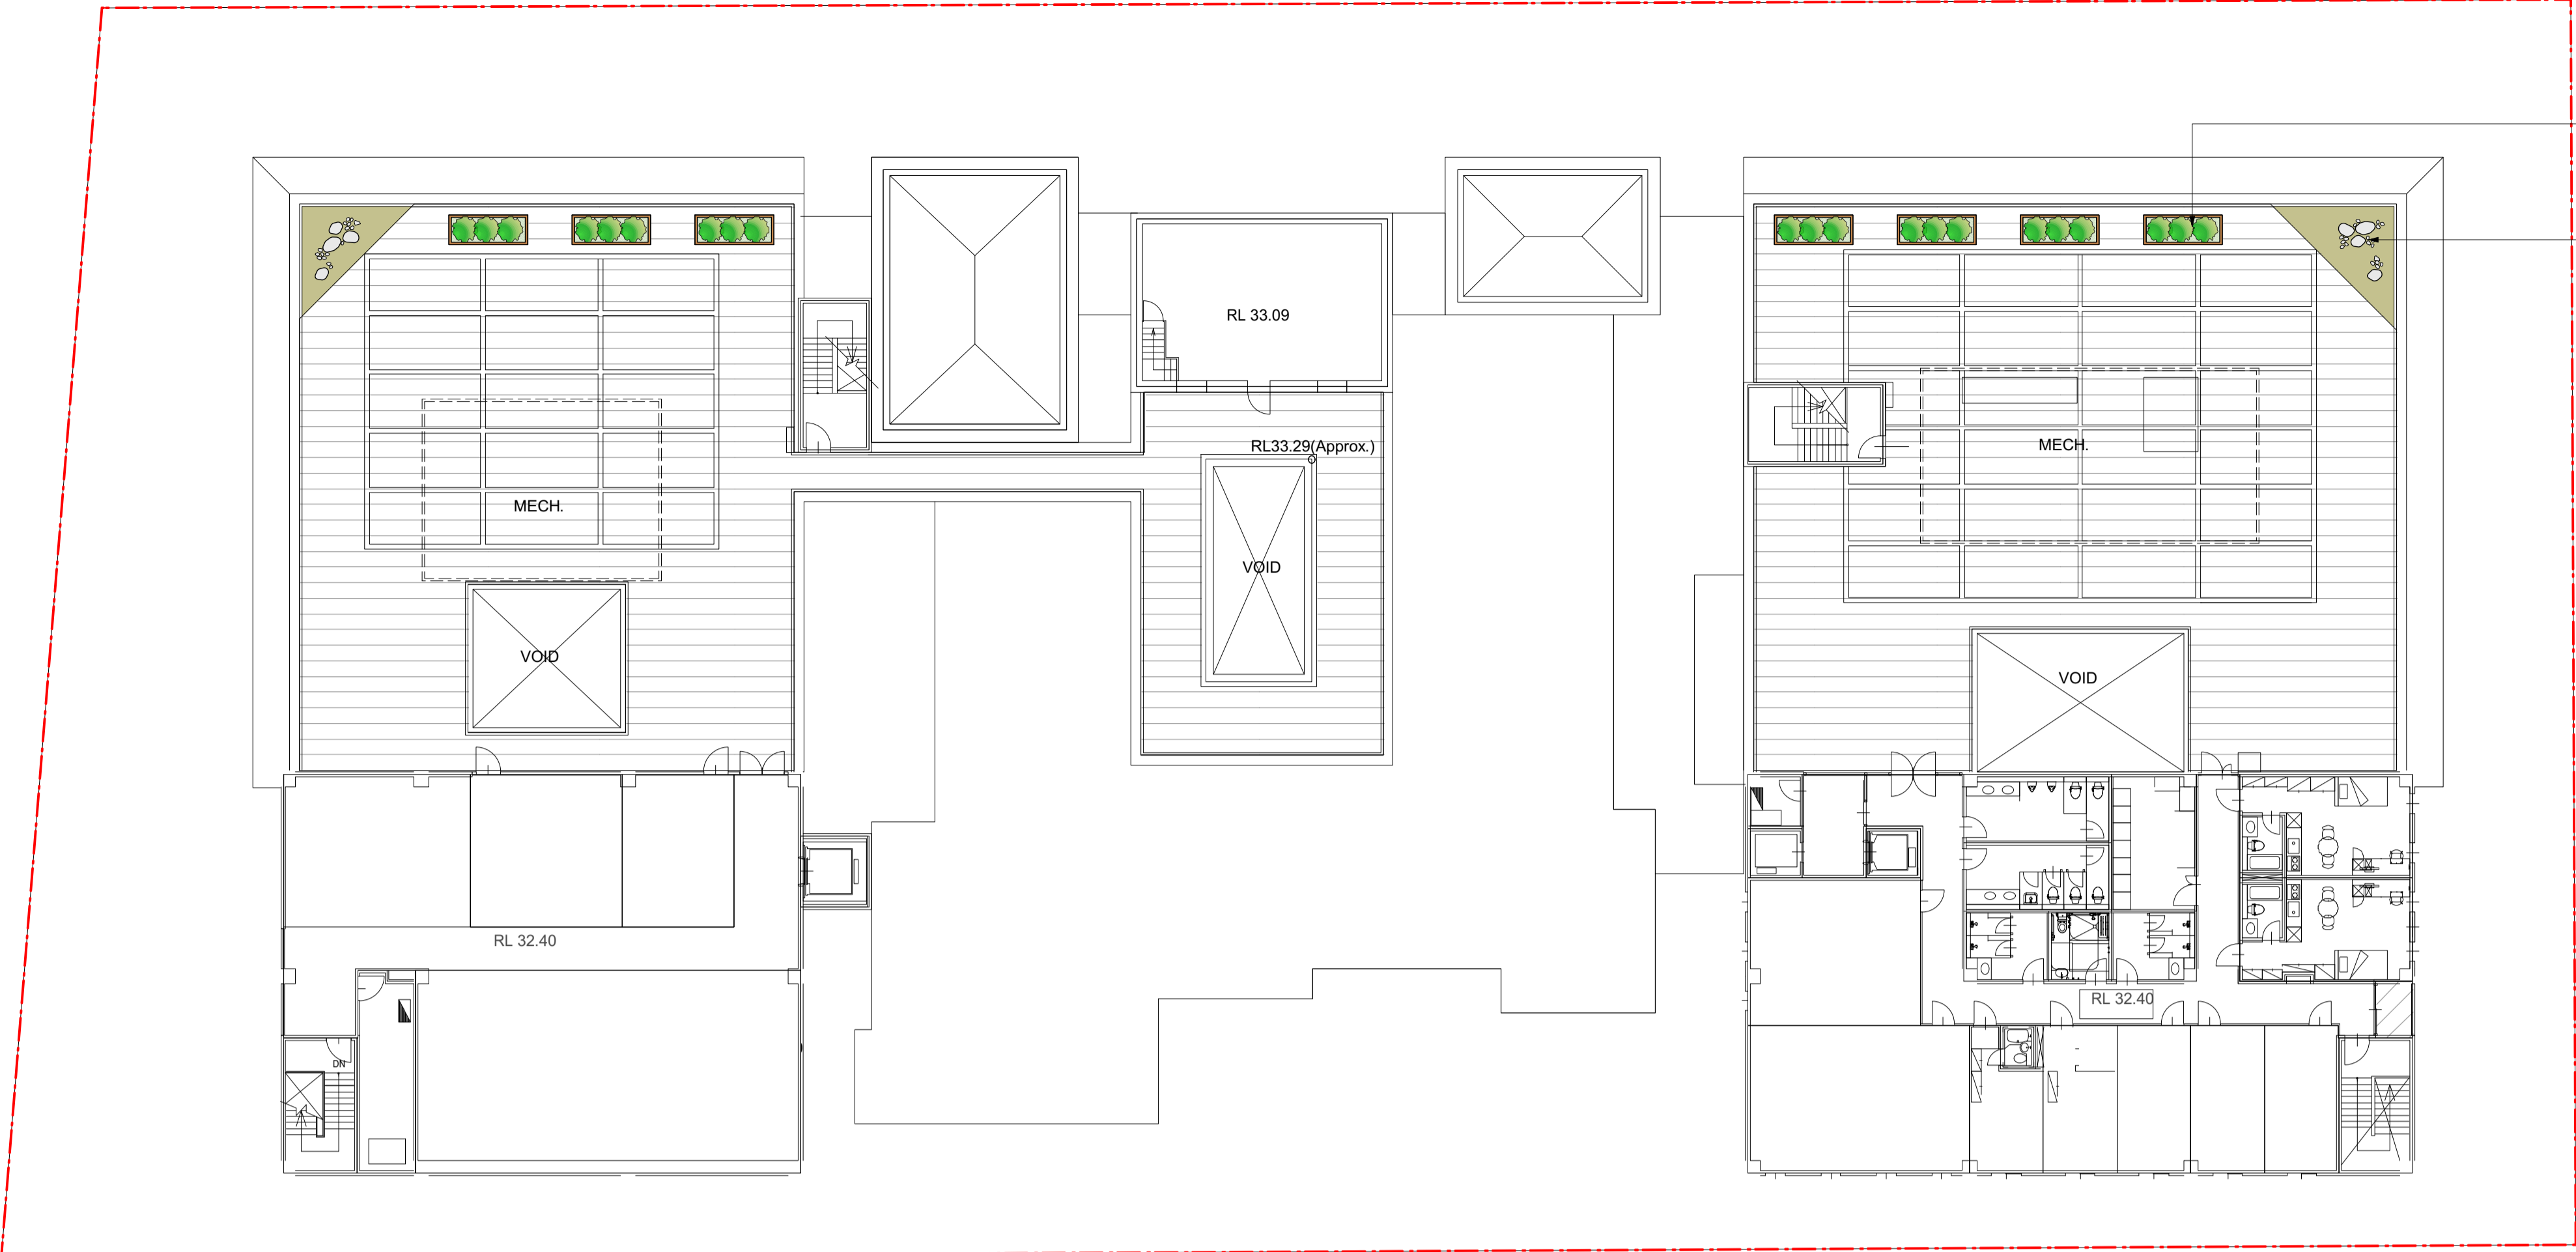 RL 33.09
RL33.29(Approx.)
MECH.
MECH.
VOID
VOID
VOID
RL 32.40
RL 32.40
DN